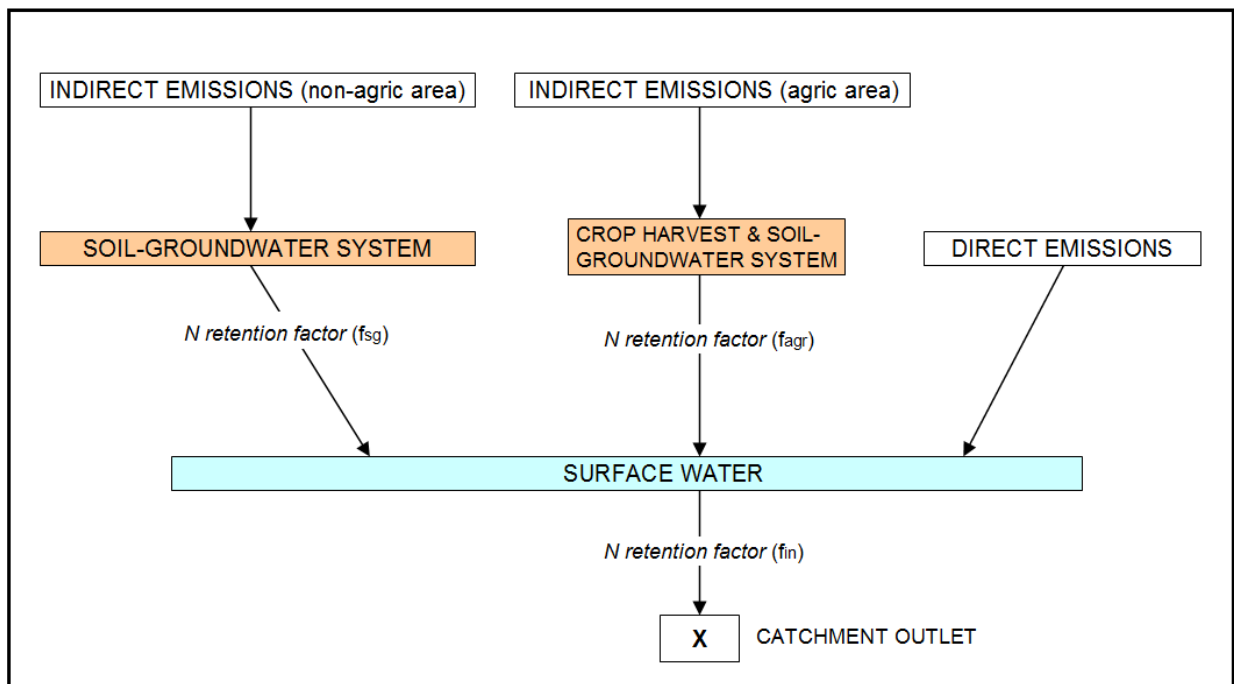 INDIRECT EMISSIONS (non-agric area)
INDIRECT EMISSIONS (agric area)
SOIL-GROUNDWATER SYSTEM
CROP HARVEST & SOIL-
GROUNDWATER SYSTEM
DIRECT EMISSIONS
N retention factor (fsg)
N retention factor (fagr)
SURFACE WATER
N retention factor (fin)
X
CATCHMENT OUTLET